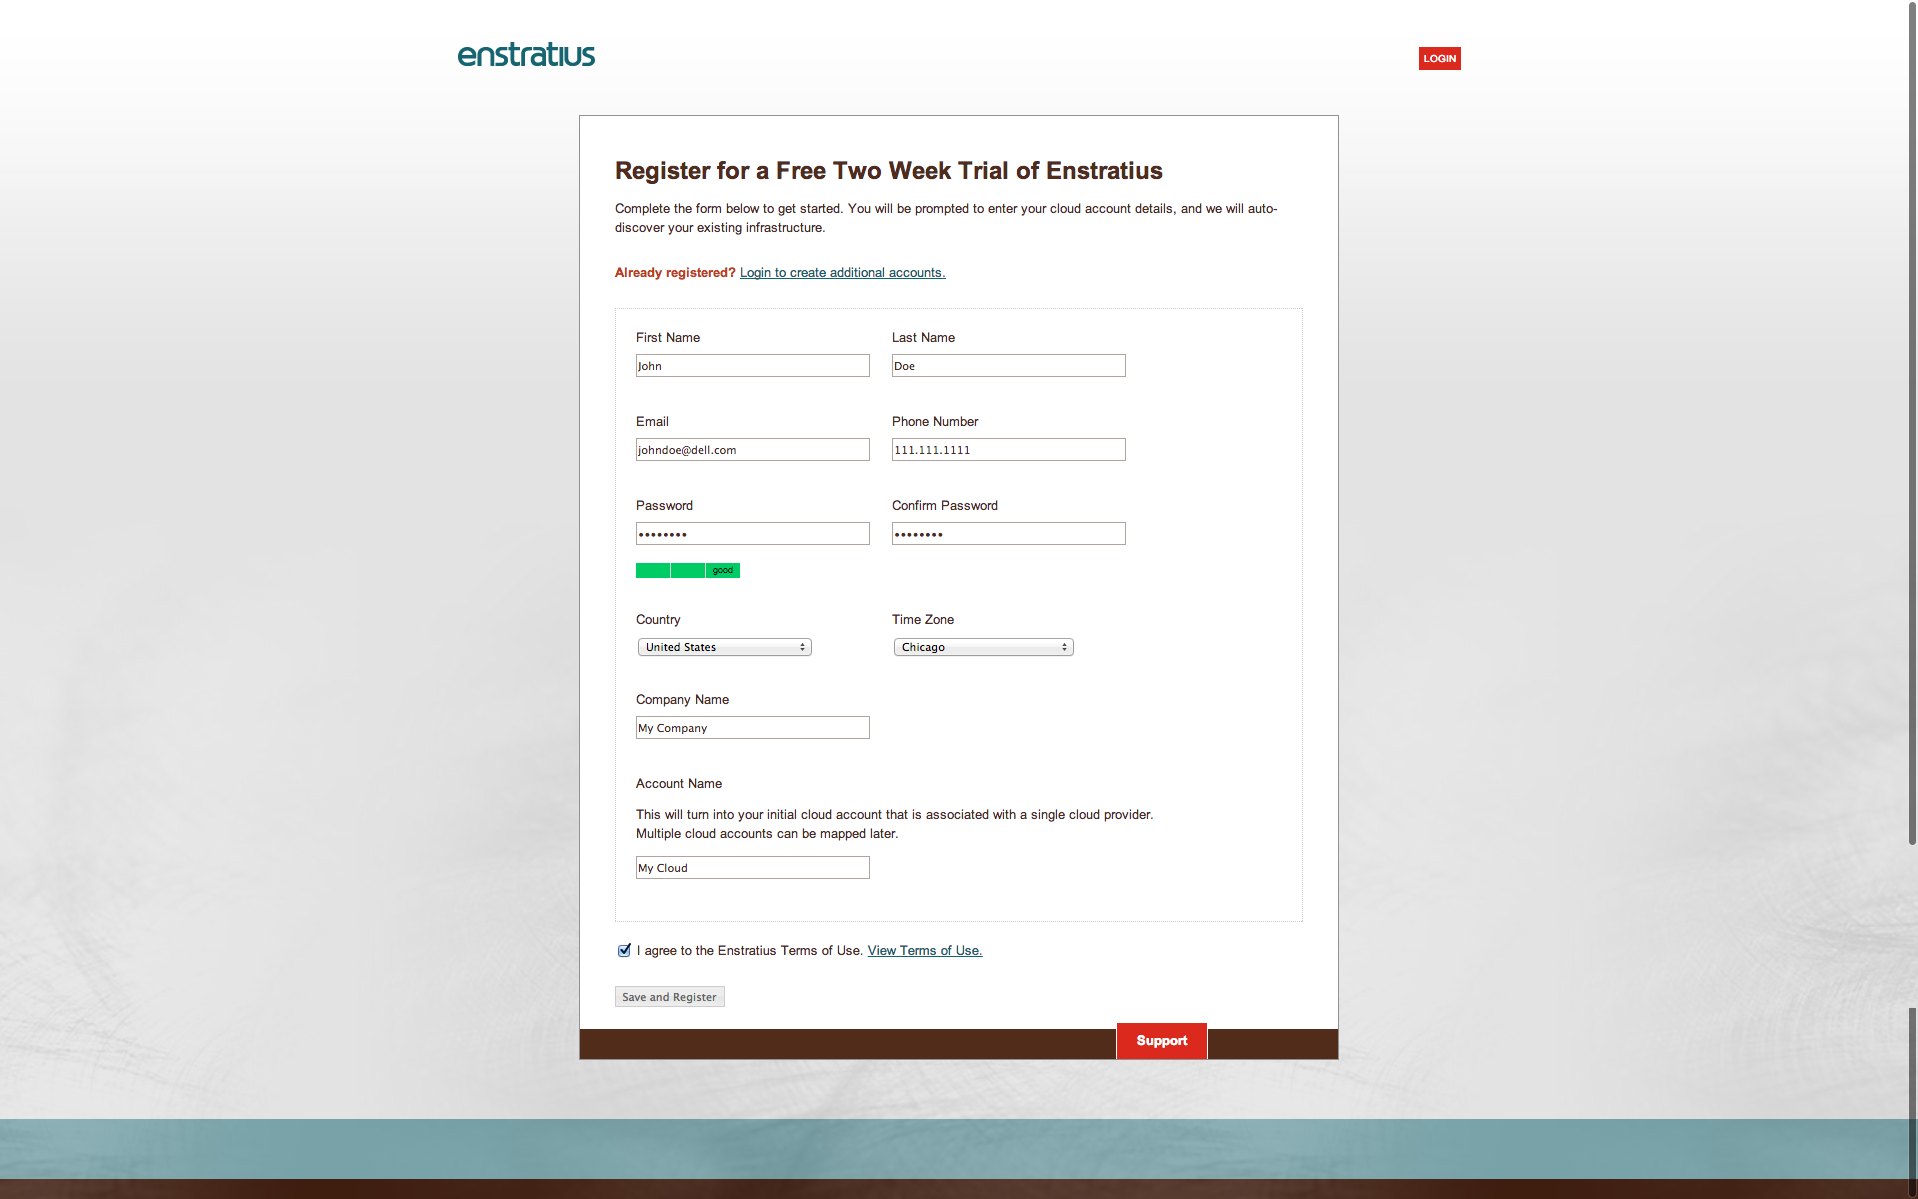 enstratius
LOGIN
Register for a Free Two Week Trial of Enstratius
Complete the form below to get started. You will be prompted to enter your cloud account details, and we will auto-
discover your existing infrastructure.
Already registered? Login to create additional accounts.
First Name Last Name
John Doe
Email Phone Number
johndoe@dell.com 111.111.1111
Password Confirm Password
•••••••• ••••••••
good
Country Time Zone
United States Chicago
Company Name
My Company
Account Name
This will turn into your initial cloud account that is associated with a single cloud provider.
Multiple cloud accounts can be mapped later.
My Cloud
I agree to the Enstratius Terms of Use. View Terms of Use.
Save and Register
Support